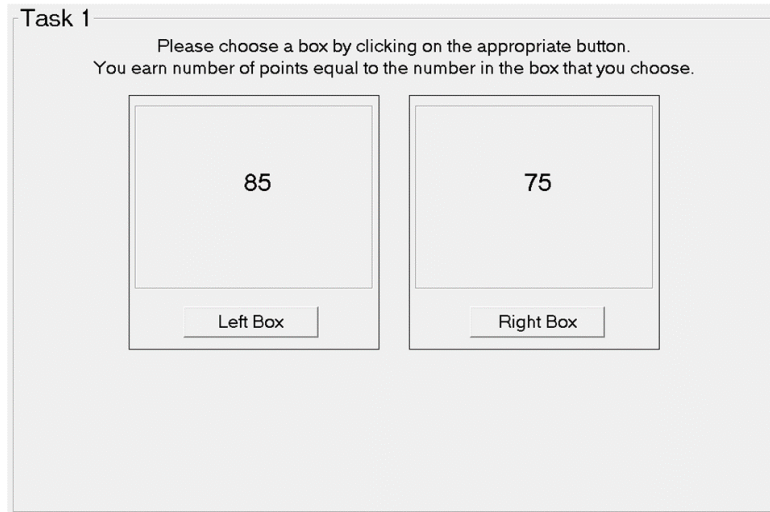 Task 1
Please choose a box by clicking on the appropriate button.
You earn number of points equal to the number in the box that you choose.
85
75
Left Box
Right Box